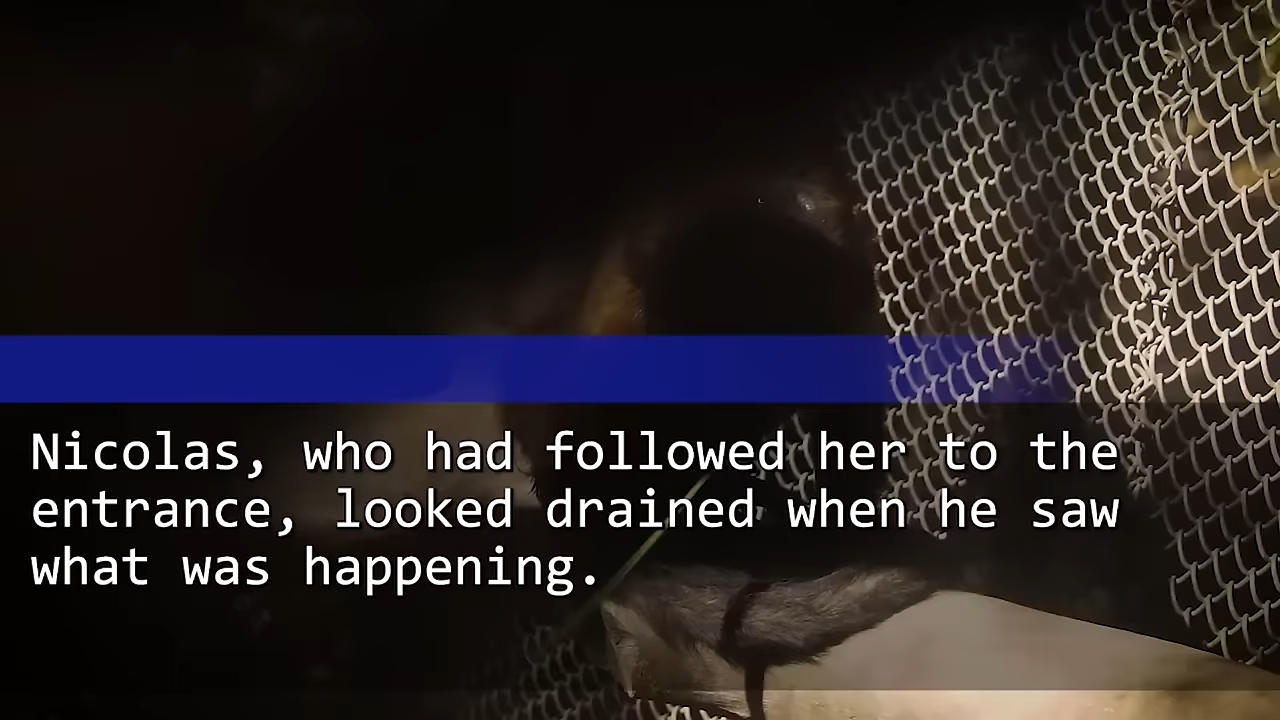 Nicolas, who had followed her to the
entrance, looked drained when he saw
what was happening.